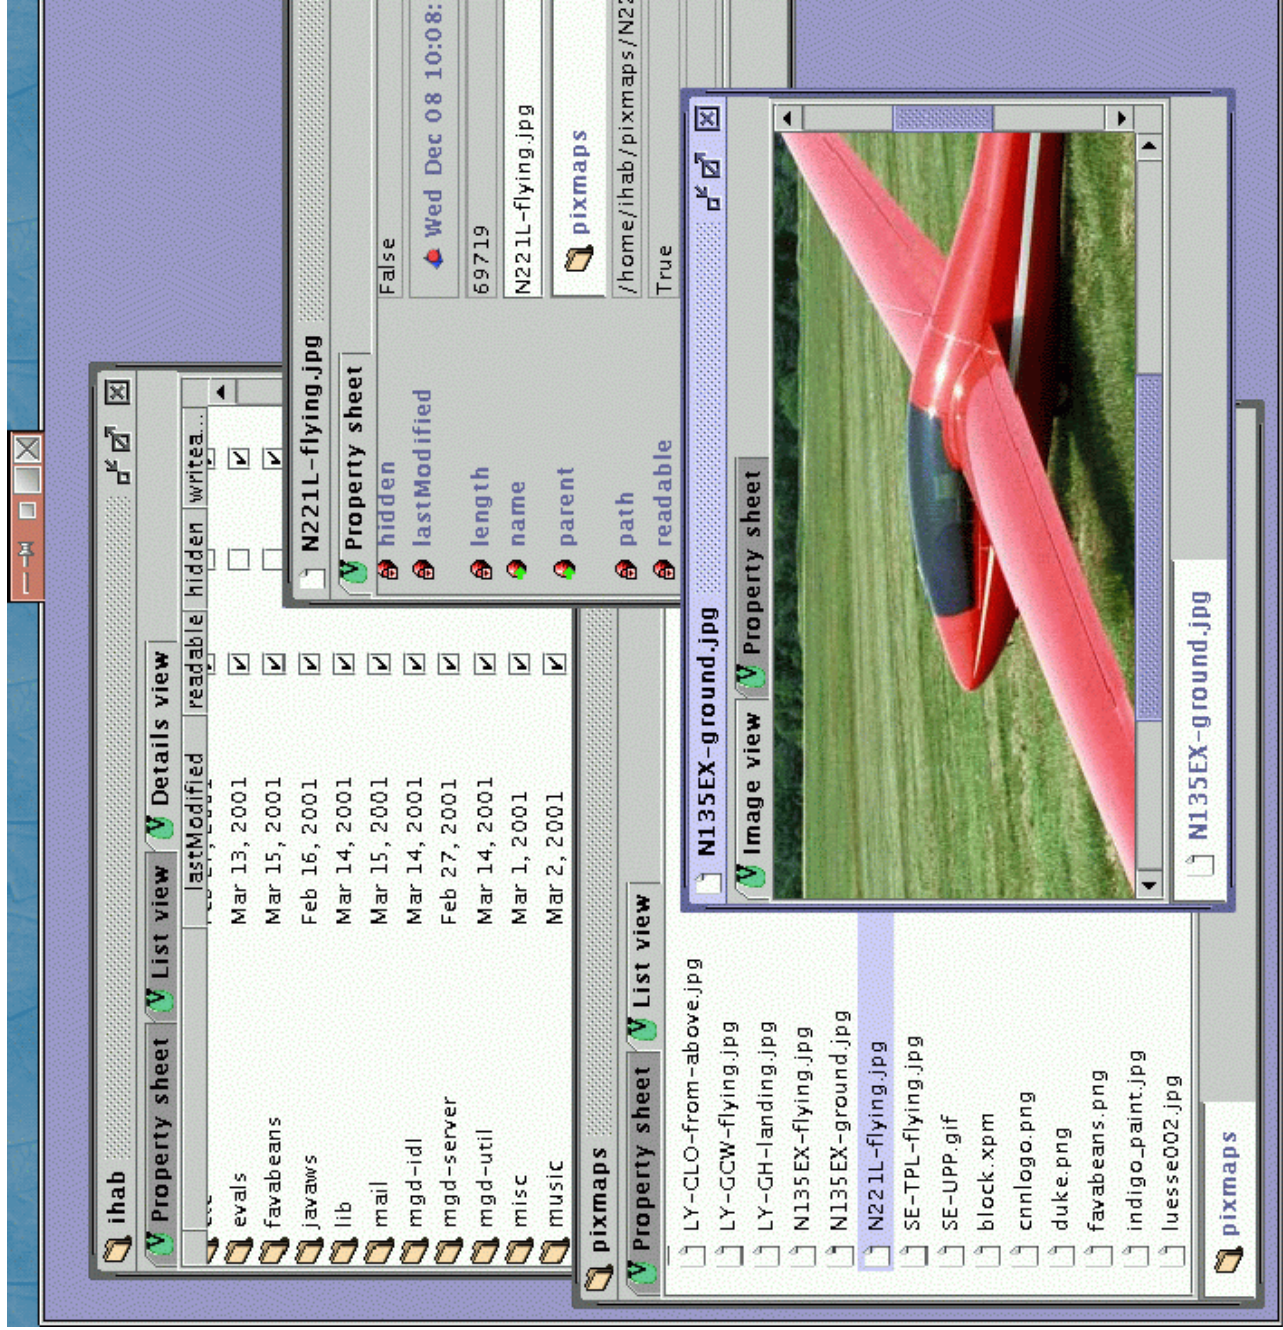 ihab
Property sheet
List view
Details view
lastModified
readable
hidden
writea...
evals Mar 13, 2001
favabeans Mar 15, 2001
javaws Feb 16, 2001
lib Mar 14, 2001
mail Mar 15, 2001
mgd-idl Mar 14, 2001
mgd-server Feb 27, 2001
mgd-util Mar 14, 2001
misc Mar 1, 2001
music Mar 2, 2001
N221L-flying.jpg
Property sheet
hidden False
lastModified Wed Dec 08 10:08:
length 69719
name N221L-flying.jpg
parent pixmaps
path /home/ihab/pixmaps/N22
readable True
pixmaps
Property sheet
List view
LY-CLO-from-above.jpg
LY-GCW-flying.jpg
LY-GH-landing.jpg
N135EX-flying.jpg
N135EX-ground.jpg
N221L-flying.jpg
SE-TPL-flying.jpg
SE-UPP.gif
block.xpm
cnnlogo.png
duke.png
favabeans.png
indigo_paint.jpg
luesse002.jpg
pixmaps
N135EX-ground.jpg
Image view
Property sheet
N135EX-ground.jpg